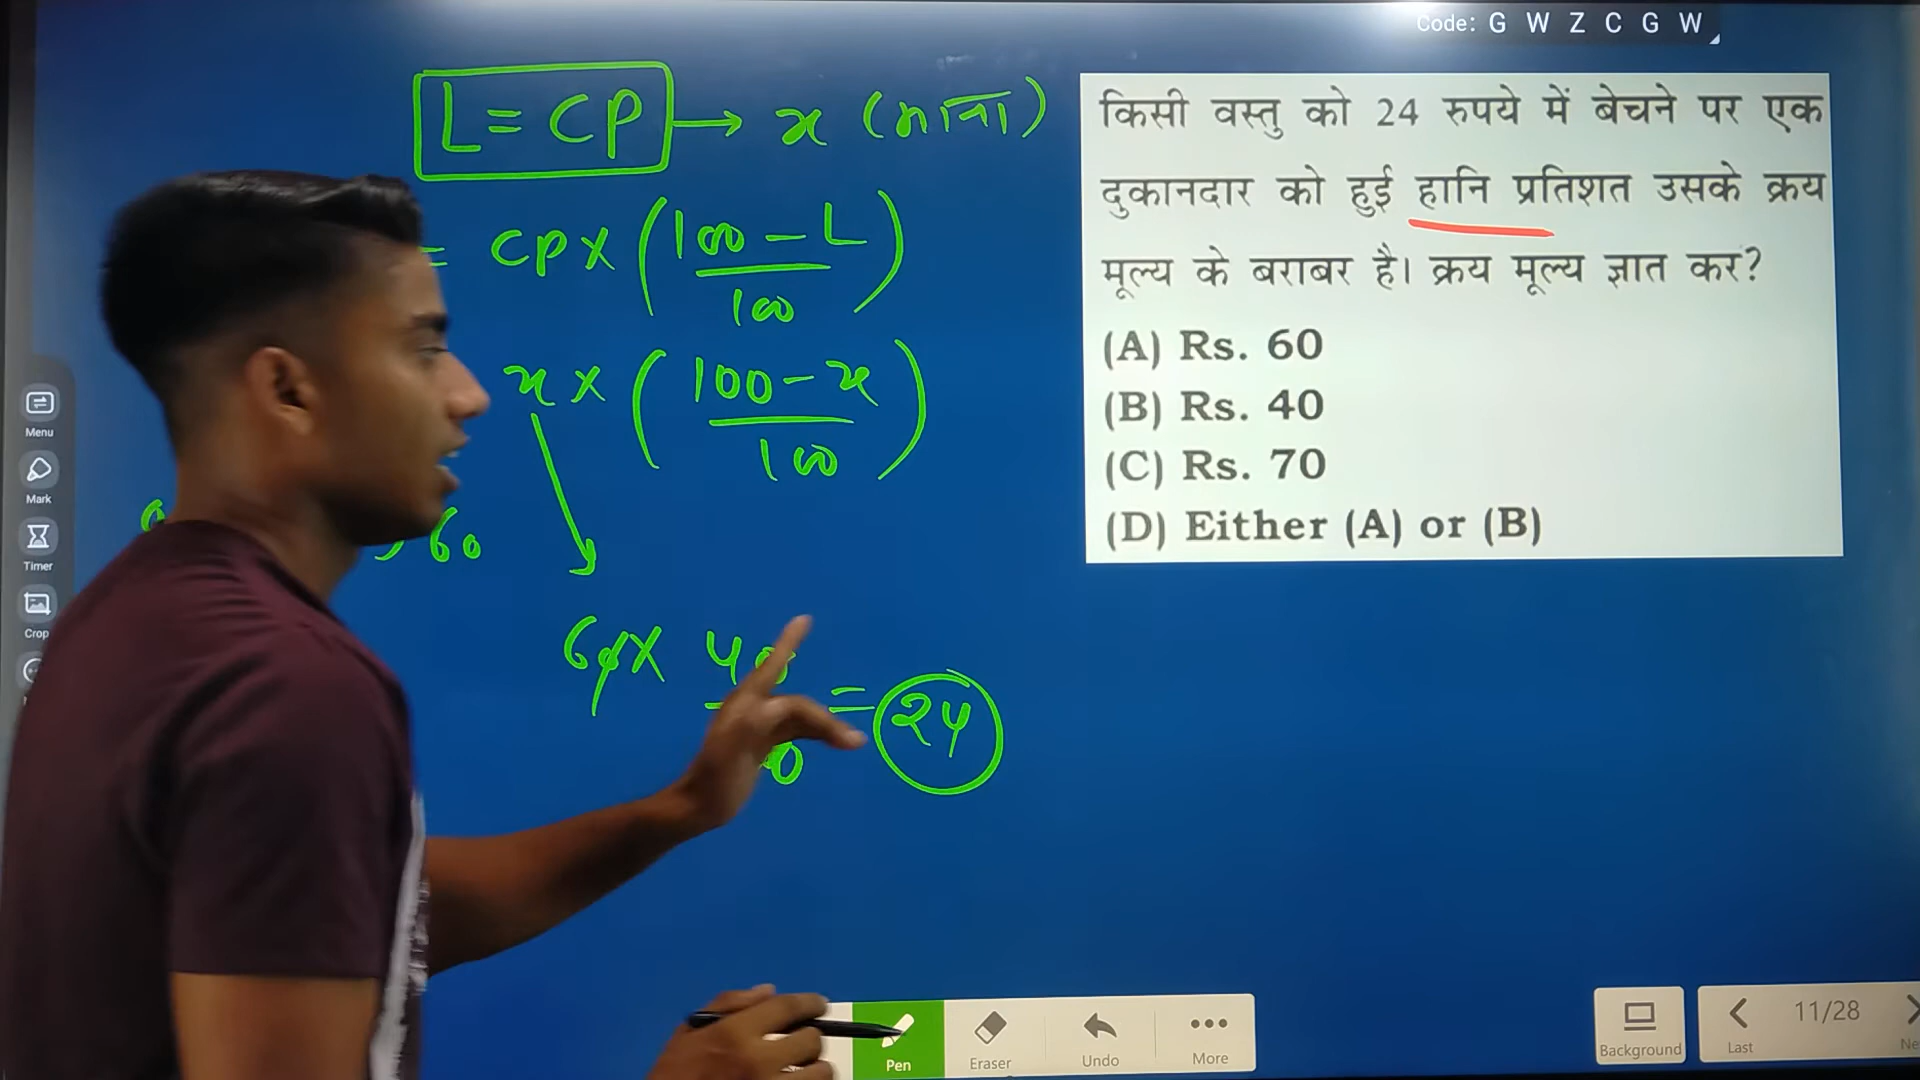 Code: G W Z C G W
L = CP → x (माना)
= CP X (100 - L / 100)
x X (100 - x / 100)
60
60 X 40 = 24
किसी वस्तु को 24 रुपये में बेचने पर एक
दुकानदार को हुई हानि प्रतिशत उसके क्रय
मूल्य के बराबर है। क्रय मूल्य ज्ञात कर?
(A) Rs. 60
(B) Rs. 40
(C) Rs. 70
(D) Either (A) or (B)
Menu
Mark
Timer
Crop
Pen
Eraser
Undo
More
Background
Last
11/28